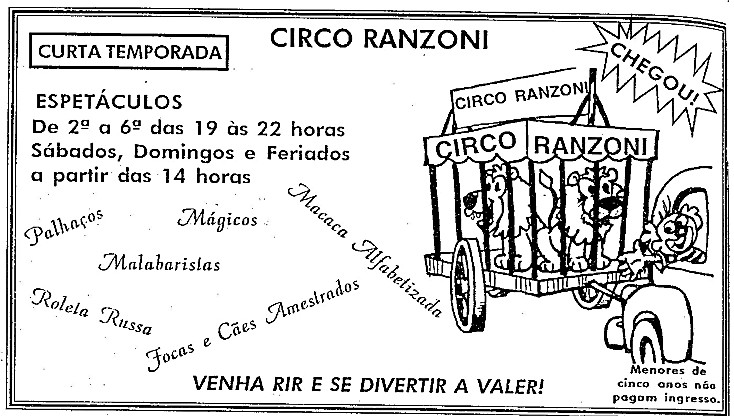 CIRCO RANZONI
CURTA TEMPORADA
CHEGOU!
ESPETÁCULOS
De 2ª a 6ª das 19 às 22 horas
Sábados, Domingos e Feriados
a partir das 14 horas
CIRCO RANZONI
CIRCO RANZONI
Palhaços
Mágicos
Macaca Alfabetizada
Malabaristas
Roleta Russa
Focas e Cães Amestrados
Menores de
cinco anos não
pagam ingresso.
VENHA RIR E SE DIVERTIR A VALER!